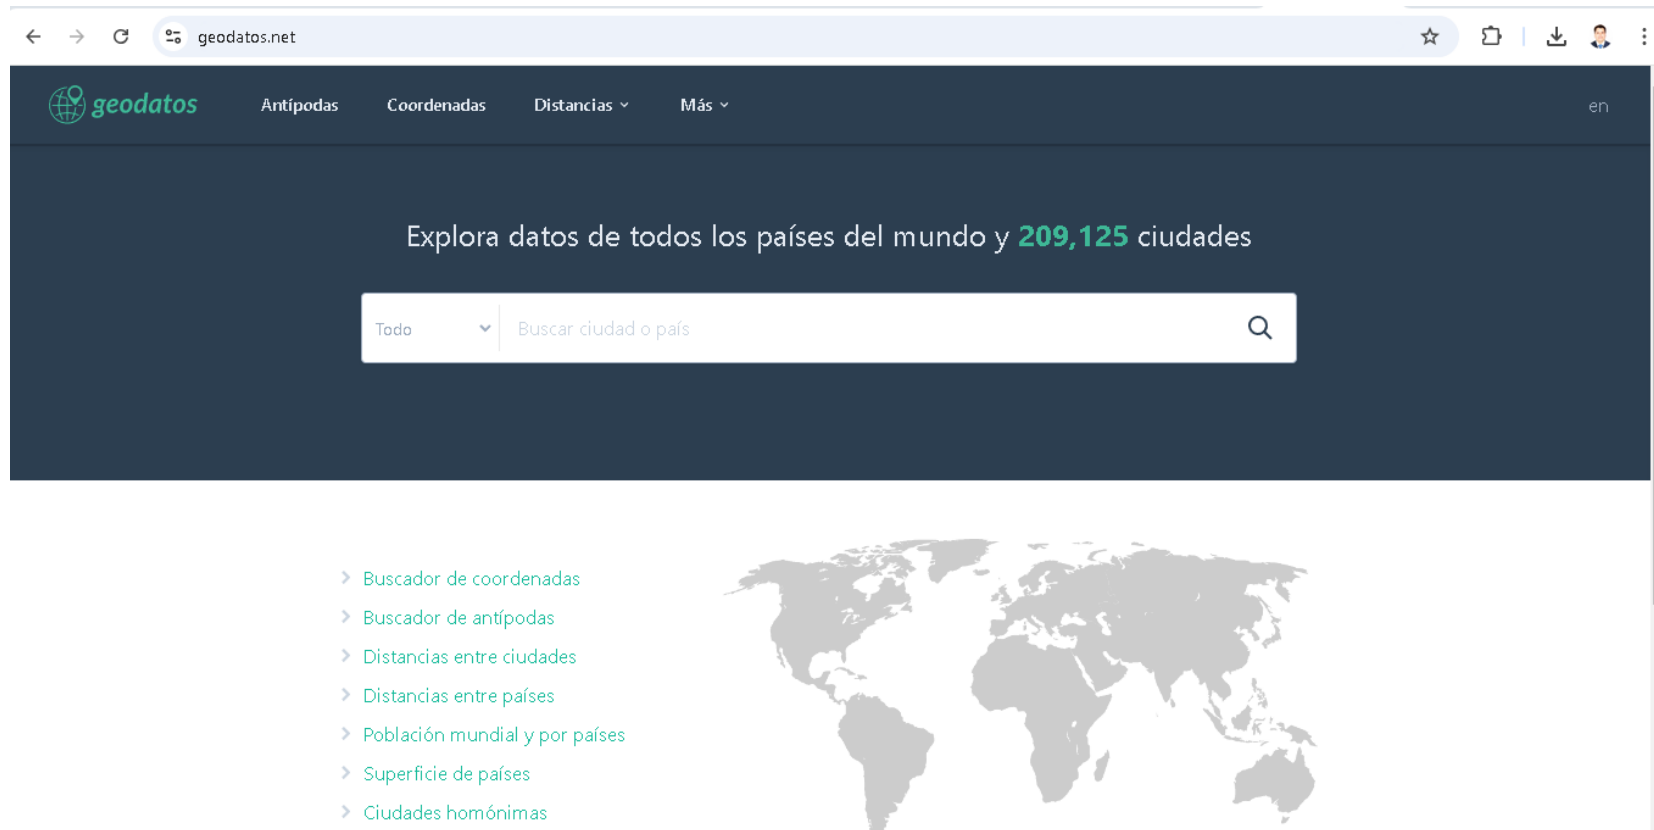 geodatos.net
geodatos Antípodas Coordenadas Distancias Más en
Explora datos de todos los países del mundo y 209,125 ciudades
Todo Buscar ciudad o país
Buscador de coordenadas
Buscador de antípodas
Distancias entre ciudades
Distancias entre países
Población mundial y por países
Superficie de países
Ciudades homónimas